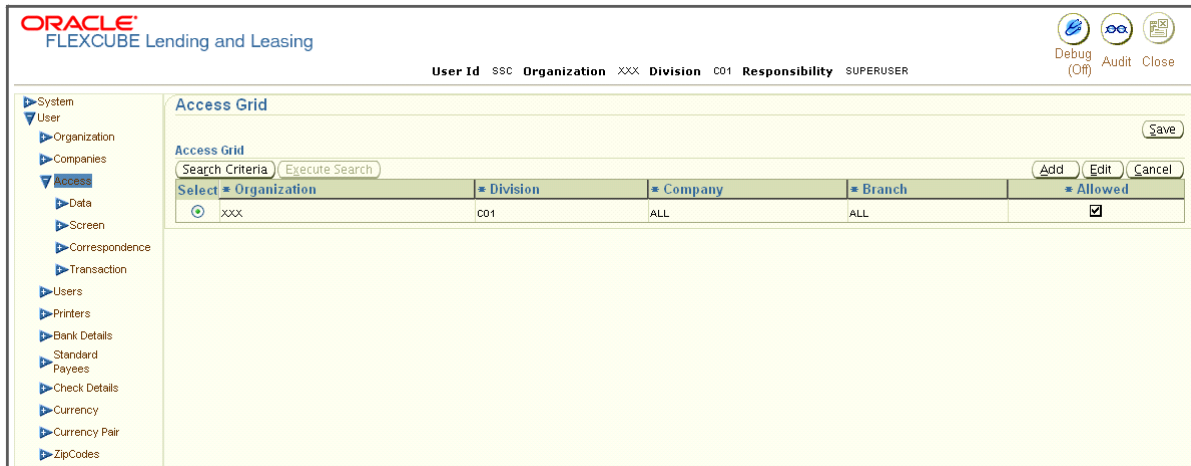 ORACLE®
FLEXCUBE Lending and Leasing
User Id SSC Organization XXX Division C01 Responsibility SUPERUSER
Debug (Off)
Audit
Close
System
User
Organization
Companies
Access
Data
Screen
Correspondence
Transaction
Users
Printers
Bank Details
Standard
Payees
Check Details
Currency
Currency Pair
ZipCodes
Access Grid
Save
Access Grid
Search Criteria Execute Search Add Edit Cancel
Select * Organization * Division * Company * Branch * Allowed
XXX C01 ALL ALL